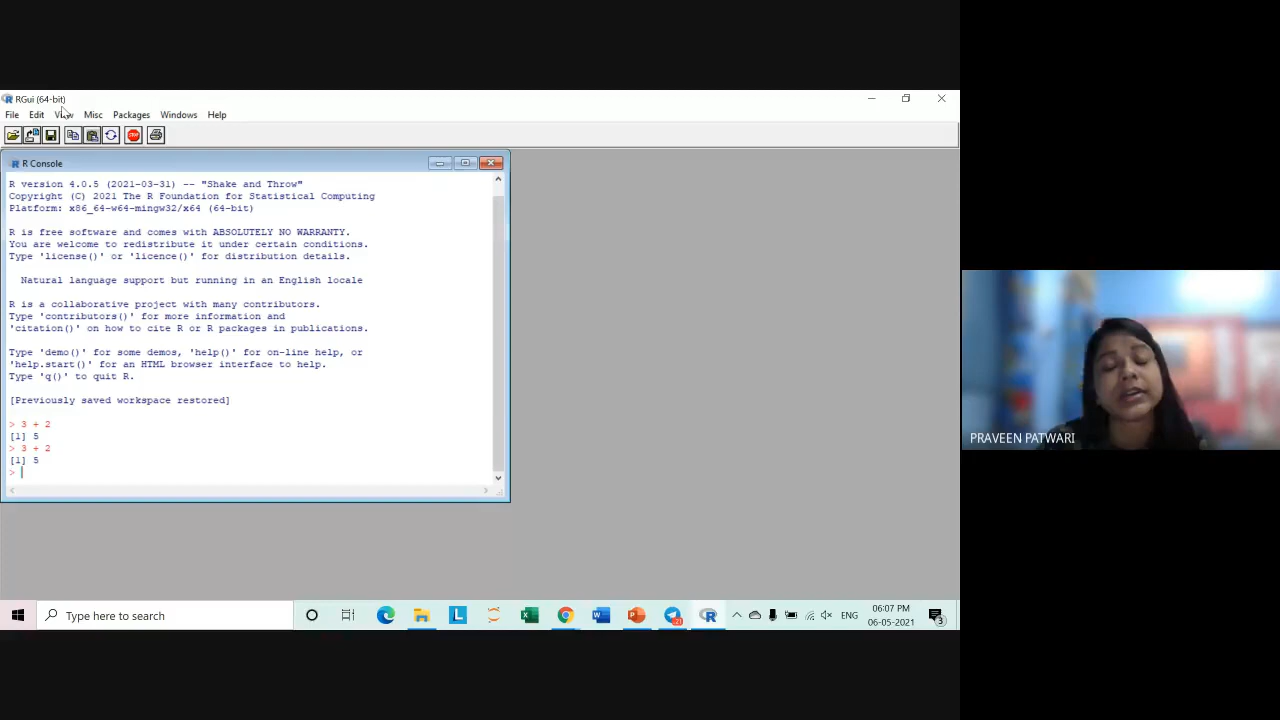 RGui (64-bit)
File Edit View Misc Packages Windows Help
STOP
R Console
R version 4.0.5 (2021-03-31) -- "Shake and Throw"
Copyright (C) 2021 The R Foundation for Statistical Computing
Platform: x86_64-w64-mingw32/x64 (64-bit)
R is free software and comes with ABSOLUTELY NO WARRANTY.
You are welcome to redistribute it under certain conditions.
Type 'license()' or 'licence()' for distribution details.
Natural language support but running in an English locale
R is a collaborative project with many contributors.
Type 'contributors()' for more information and
'citation()' on how to cite R or R packages in publications.
Type 'demo()' for some demos, 'help()' for on-line help, or
'help.start()' for an HTML browser interface to help.
Type 'q()' to quit R.
[Previously saved workspace restored]
> 3 + 2
[1] 5
> 3 + 2
[1] 5
>
PRAVEEN PATWARI
Type here to search
ENG
06:07 PM
06-05-2021
3